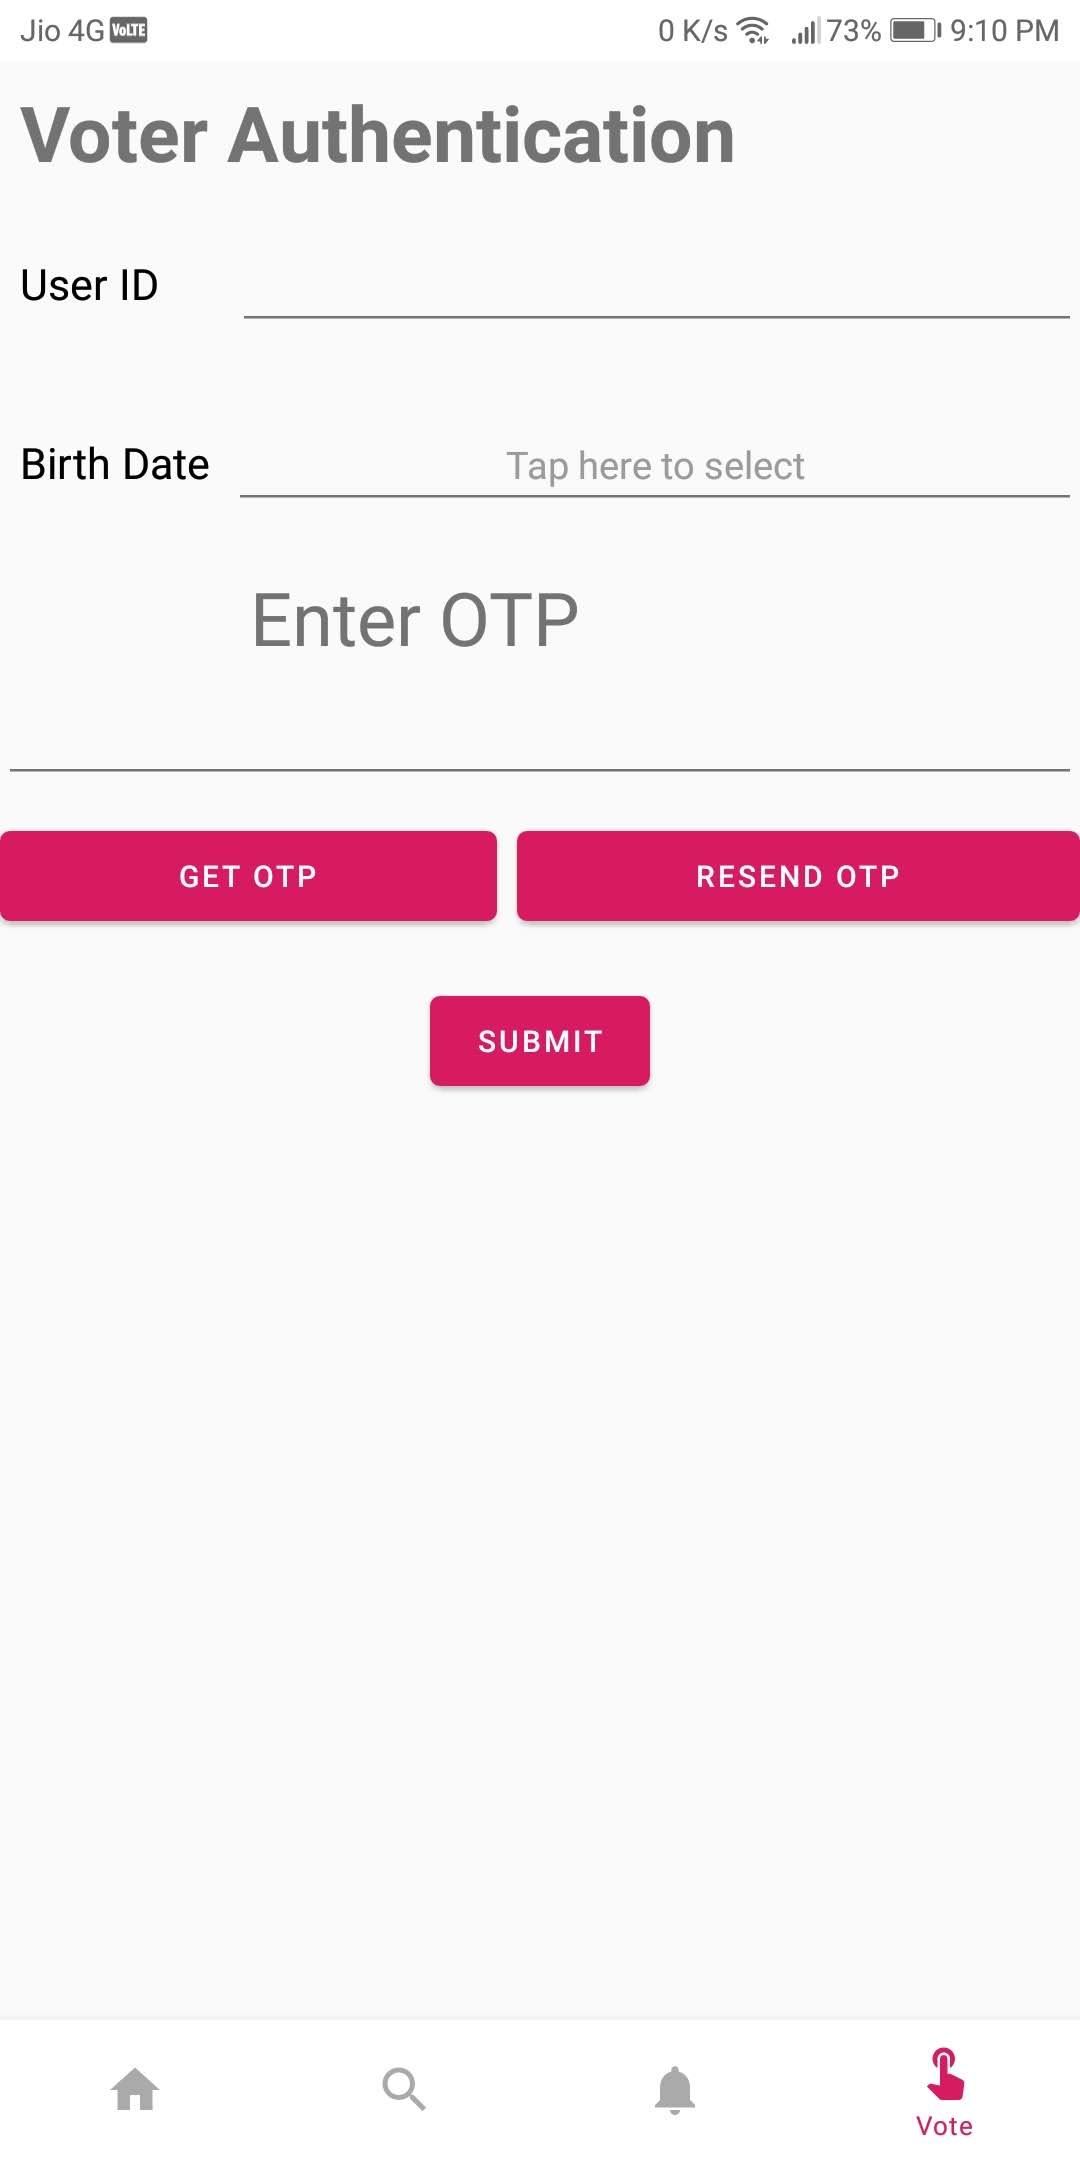 Jio 4G VoLTE 0 K/s 73% 9:10 PM
Voter Authentication
User ID
Birth Date Tap here to select
Enter OTP
GET OTP RESEND OTP
SUBMIT
Vote